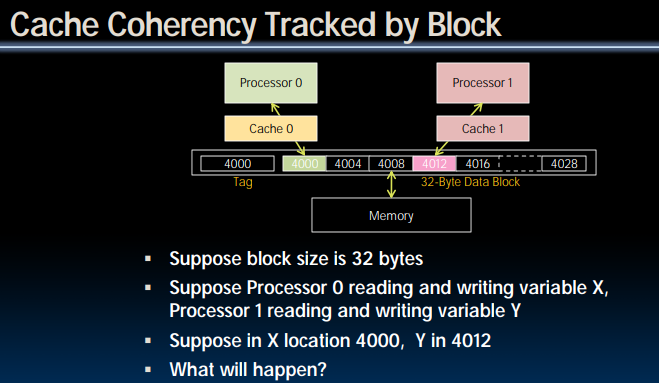 Cache Coherency Tracked by Block
Processor 0
Processor 1
Cache 0
Cache 1
4000 4000 4004 4008 4012 4016 4028
Tag 32-Byte Data Block
Memory
▪ Suppose block size is 32 bytes
▪ Suppose Processor 0 reading and writing variable X,
Processor 1 reading and writing variable Y
▪ Suppose in X location 4000, Y in 4012
▪ What will happen?